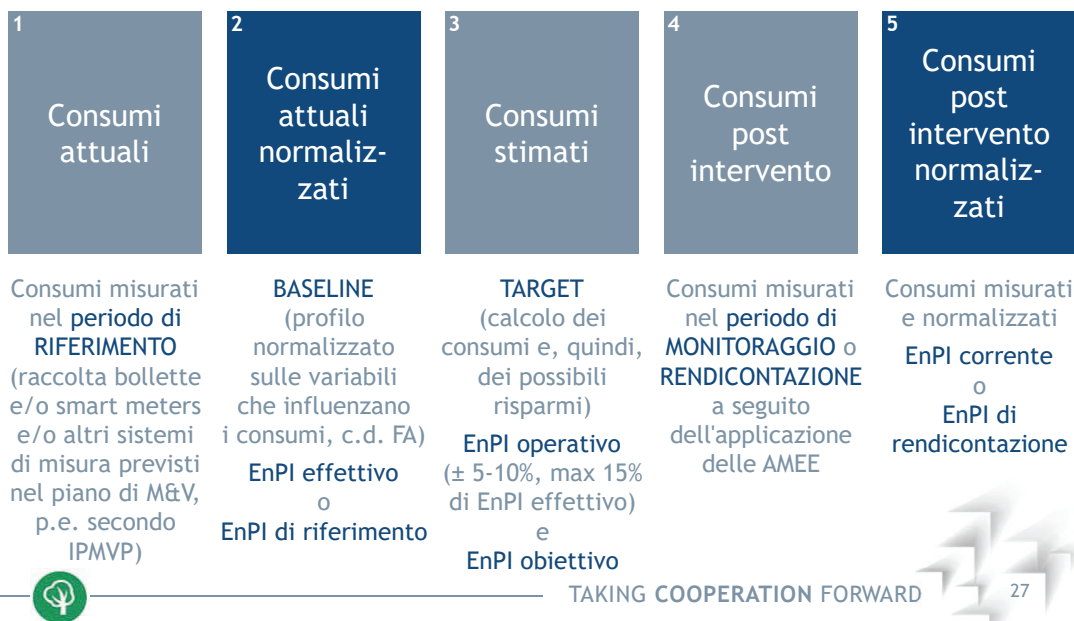 1
Consumi
attuali
2
Consumi
attuali
normaliz-
zati
3
Consumi
stimati
4
Consumi
post
intervento
5
Consumi
post
intervento
normaliz-
zati
Consumi misurati
nel periodo di
RIFERIMENTO
(raccolta bollette
e/o smart meters
e/o altri sistemi
di misura previsti
nel piano di M&V,
p.e. secondo
IPMVP)
BASELINE
(profilo
normalizzato
sulle variabili
che influenzano
i consumi, c.d. FA)
EnPI effettivo
o
EnPI di riferimento
TARGET
(calcolo dei
consumi e, quindi,
dei possibili
risparmi)
EnPI operativo
(± 5-10%, max 15%
di EnPI effettivo)
e
EnPI obiettivo
Consumi misurati
nel periodo di
MONITORAGGIO o
RENDICONTAZIONE
a seguito
dell'applicazione
delle AMEE
Consumi misurati
e normalizzati
EnPI corrente
o
EnPI di
rendicontazione
TAKING COOPERATION FORWARD
27